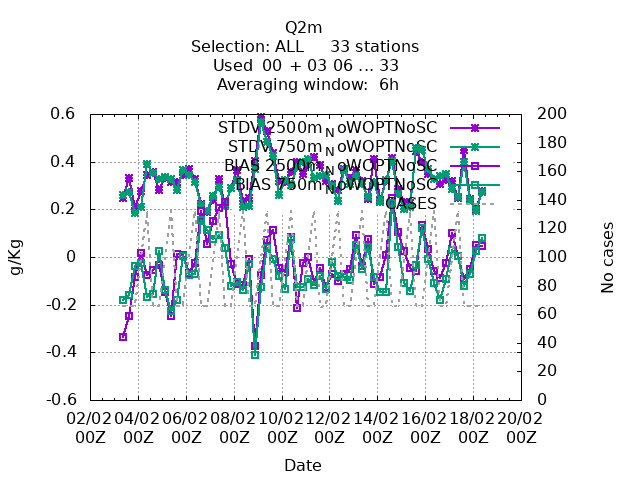 Q2m
Selection: ALL 33 stations
Used 00 + 03 06 ... 33
Averaging window: 6h
0.6
0.4
0.2
0
-0.2
-0.4
-0.6
g/Kg
STDV 2500m_NoWOPTNoSC
STDV 750m_NoWOPTNoSC
BIAS 2500m_NoWOPTNoSC
BIAS 750m_NoWOPTNoSC
CASES
200
180
160
140
120
100
80
60
40
20
0
No cases
02/02 04/02 06/02 08/02 10/02 12/02 14/02 16/02 18/02 20/02
00Z 00Z 00Z 00Z 00Z 00Z 00Z 00Z 00Z 00Z
Date